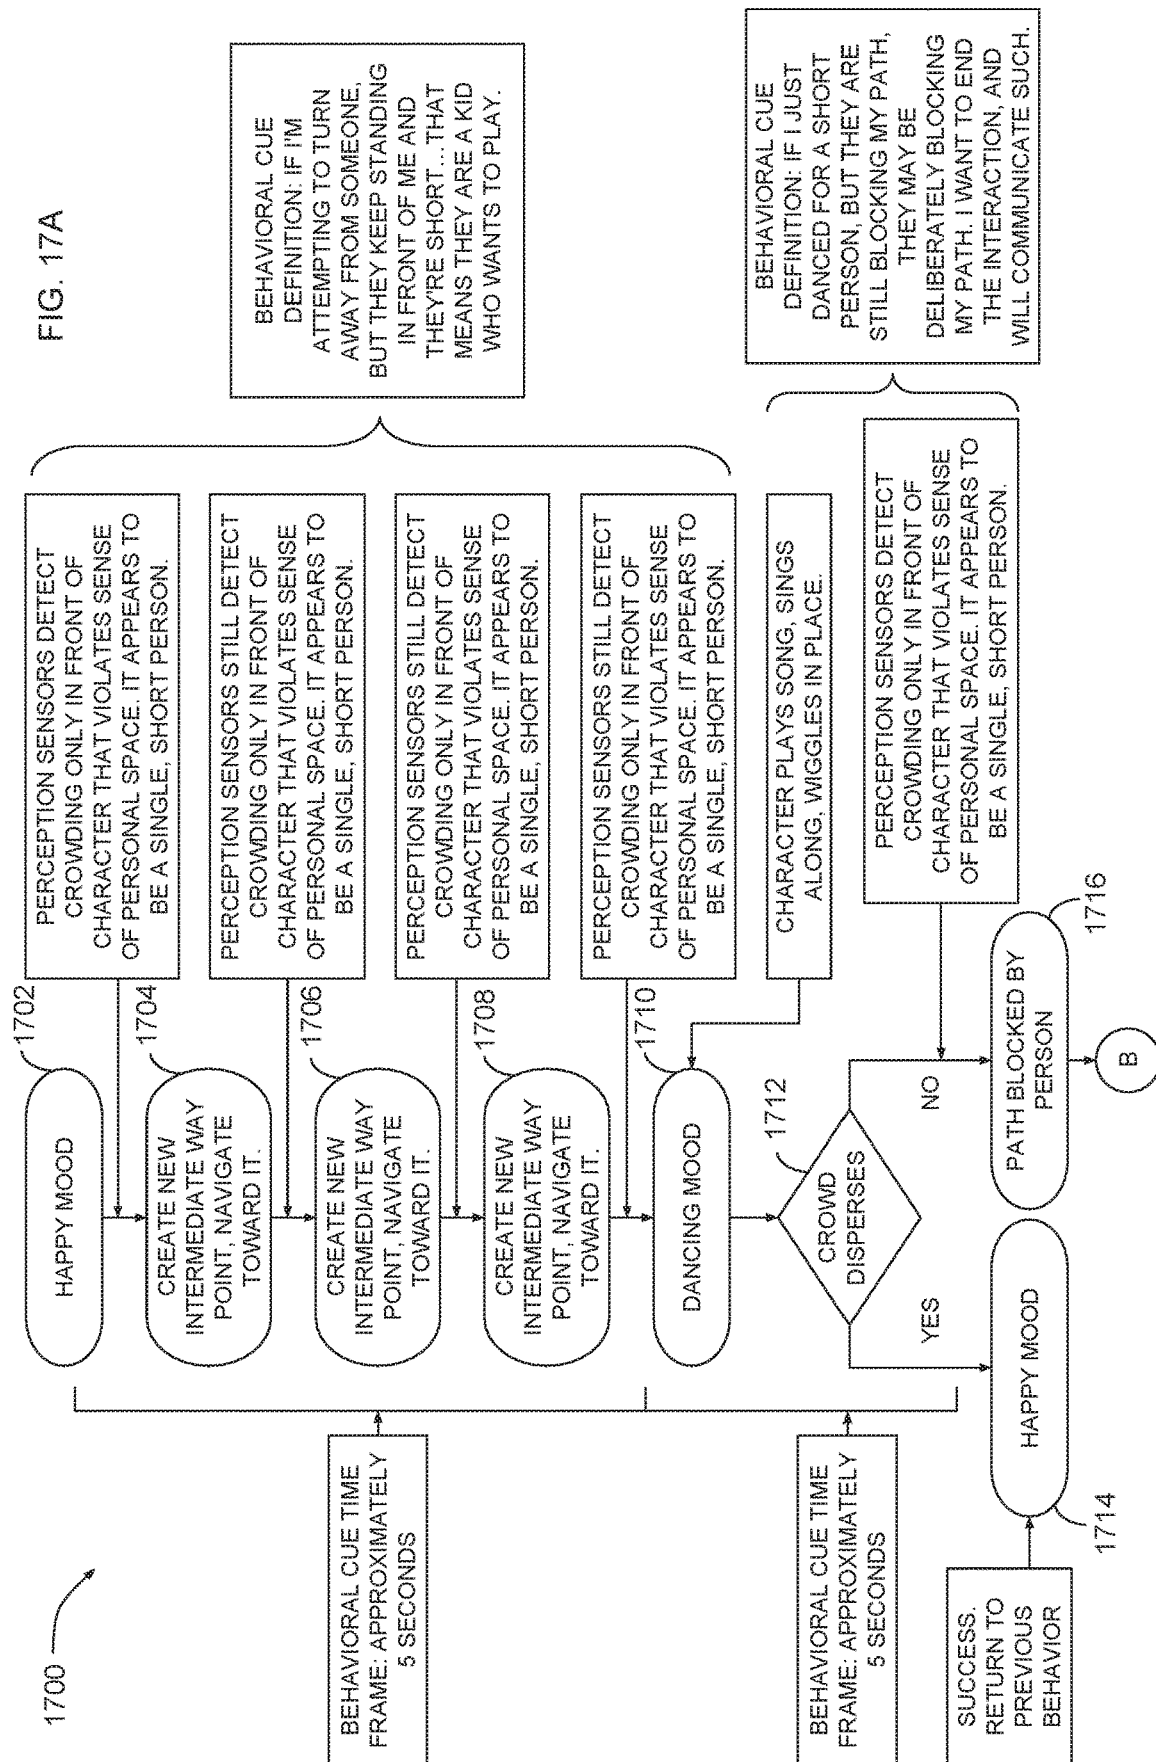 FIG. 17A
1700
HAPPY MOOD
1702
PERCEPTION SENSORS DETECT
CROWDING ONLY IN FRONT OF
CHARACTER THAT VIOLATES SENSE
OF PERSONAL SPACE. IT APPEARS TO
BE A SINGLE, SHORT PERSON.
CREATE NEW
INTERMEDIATE WAY
POINT, NAVIGATE
TOWARD IT.
1704
PERCEPTION SENSORS STILL DETECT
CROWDING ONLY IN FRONT OF
CHARACTER THAT VIOLATES SENSE
OF PERSONAL SPACE. IT APPEARS TO
BE A SINGLE, SHORT PERSON.
CREATE NEW
INTERMEDIATE WAY
POINT, NAVIGATE
TOWARD IT.
1706
PERCEPTION SENSORS STILL DETECT
CROWDING ONLY IN FRONT OF
CHARACTER THAT VIOLATES SENSE
OF PERSONAL SPACE. IT APPEARS TO
BE A SINGLE, SHORT PERSON.
CREATE NEW
INTERMEDIATE WAY
POINT, NAVIGATE
TOWARD IT.
1708
PERCEPTION SENSORS STILL DETECT
CROWDING ONLY IN FRONT OF
CHARACTER THAT VIOLATES SENSE
OF PERSONAL SPACE. IT APPEARS TO
BE A SINGLE, SHORT PERSON.
BEHAVIORAL CUE
DEFINITION: IF I'M
ATTEMPTING TO TURN
AWAY FROM SOMEONE,
BUT THEY KEEP STANDING
IN FRONT OF ME AND
THEY'RE SHORT...THAT
MEANS THEY ARE A KID
WHO WANTS TO PLAY.
BEHAVIORAL CUE TIME
FRAME: APPROXIMATELY
5 SECONDS
DANCING MOOD
1710
CHARACTER PLAYS SONG, SINGS
ALONG, WIGGLES IN PLACE.
CROWD
DISPERSES
1712
YES
NO
PERCEPTION SENSORS DETECT
CROWDING ONLY IN FRONT OF
CHARACTER THAT VIOLATES SENSE
OF PERSONAL SPACE. IT APPEARS TO
BE A SINGLE, SHORT PERSON.
BEHAVIORAL CUE
DEFINITION: IF I JUST
DANCED FOR A SHORT
PERSON, BUT THEY ARE
STILL BLOCKING MY PATH,
THEY MAY BE
DELIBERATELY BLOCKING
MY PATH. I WANT TO END
THE INTERACTION, AND
WILL COMMUNICATE SUCH.
BEHAVIORAL CUE TIME
FRAME: APPROXIMATELY
5 SECONDS
SUCCESS.
RETURN TO
PREVIOUS
BEHAVIOR
HAPPY MOOD
1714
PATH BLOCKED BY
PERSON
1716
B